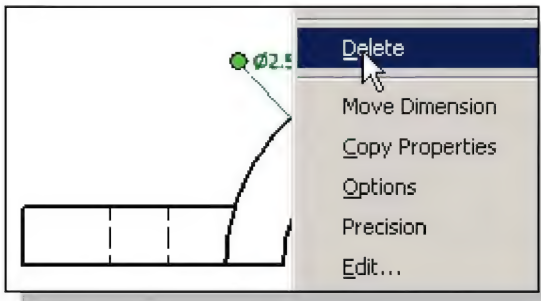 Ø2.5
Delete
Move Dimension
Copy Properties
Options
Precision
Edit...